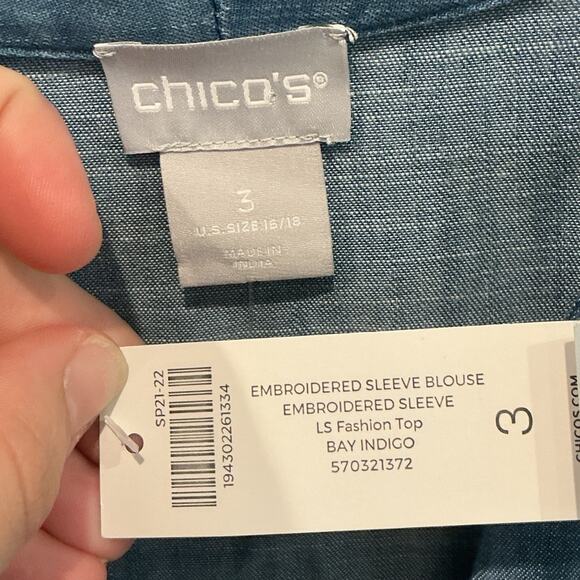 chico's®
3
U.S. SIZE 16/18
MADE IN
INDIA
SP21-22
194302261334
EMBROIDERED SLEEVE BLOUSE
EMBROIDERED SLEEVE
LS Fashion Top
BAY INDIGO
570321372
3
CHICOS.COM